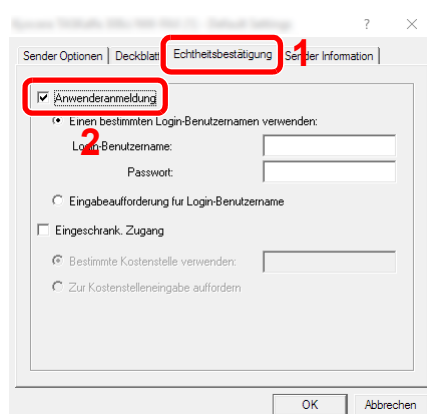 ? ×
Sender Optionen Deckblatt Echtheitsbestätigung Sender Information
1
Anwenderanmeldung
Einen bestimmten Login-Benutzernamen verwenden:
2
Login-Benutzername:
Passwort:
Eingabeaufforderung fur Login-Benutzername
Eingeschrank. Zugang
Bestimmte Kostenstelle verwenden:
Zur Kostenstelleneingabe auffordern
OK Abbrechen